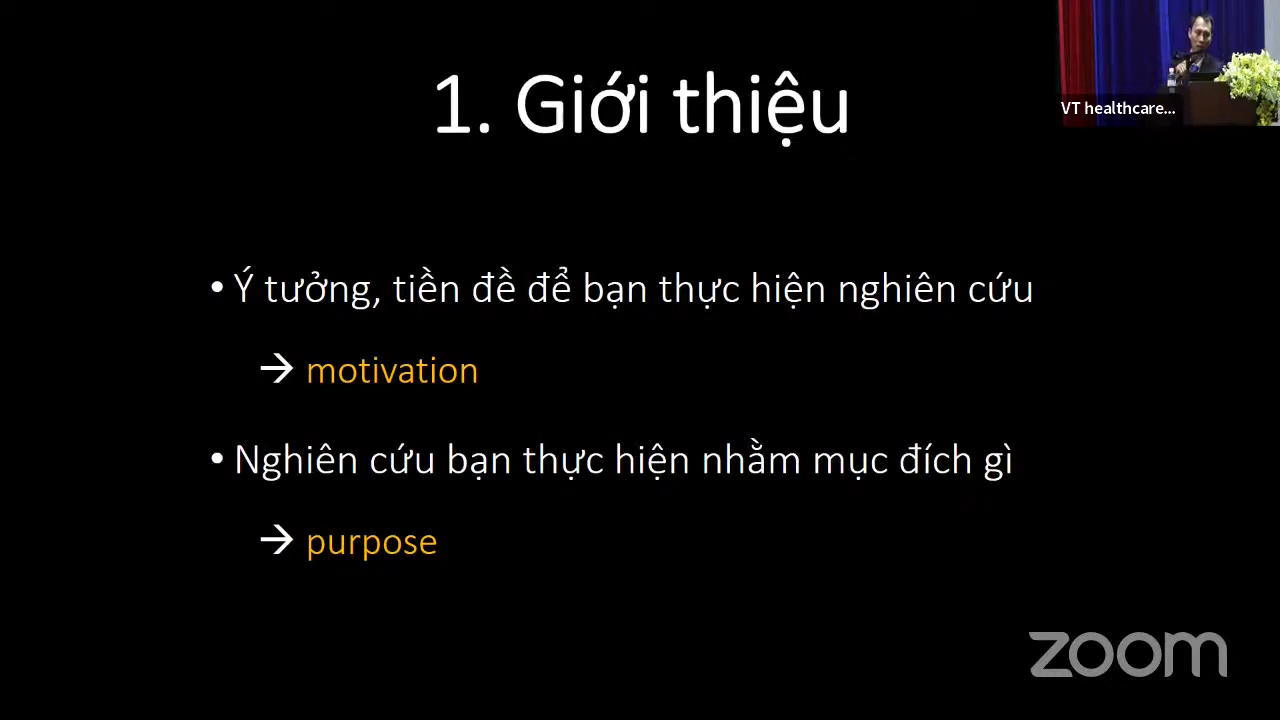 1. Giới thiệu
VT healthcare...
• Ý tưởng, tiền đề để bạn thực hiện nghiên cứu
→ motivation
• Nghiên cứu bạn thực hiện nhằm mục đích gì
→ purpose
zoom